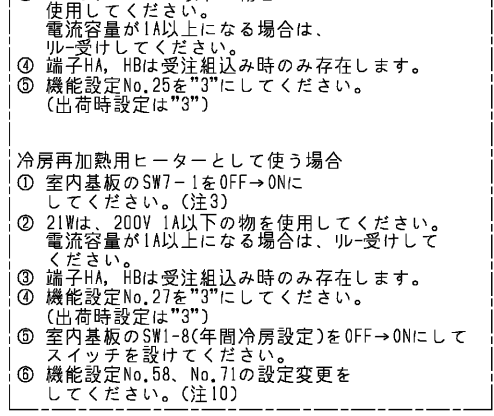 使用してください。
電流容量が1A以上になる場合は、
リレー受けしてください。
④ 端子HA, HBは受注組込み時のみ存在します。
⑤ 機能設定No.25を"3"にしてください。
(出荷時設定は"3")
冷房再加熱用ヒーターとして使う場合
① 室内基板のSW7-1をOFF→ONに
してください。(注3)
② 21Wは、200V 1A以下の物を使用してください。
電流容量が1A以上になる場合は、リレー受けして
ください。
③ 端子HA, HBは受注組込み時のみ存在します。
④ 機能設定No.27を"3"にしてください。
(出荷時設定は"3")
⑤ 室内基板のSW1-8(年間冷房設定)をOFF→ONにして
スイッチを設けてください。
⑥ 機能設定No.58、No.71の設定変更を
してください。(注10)